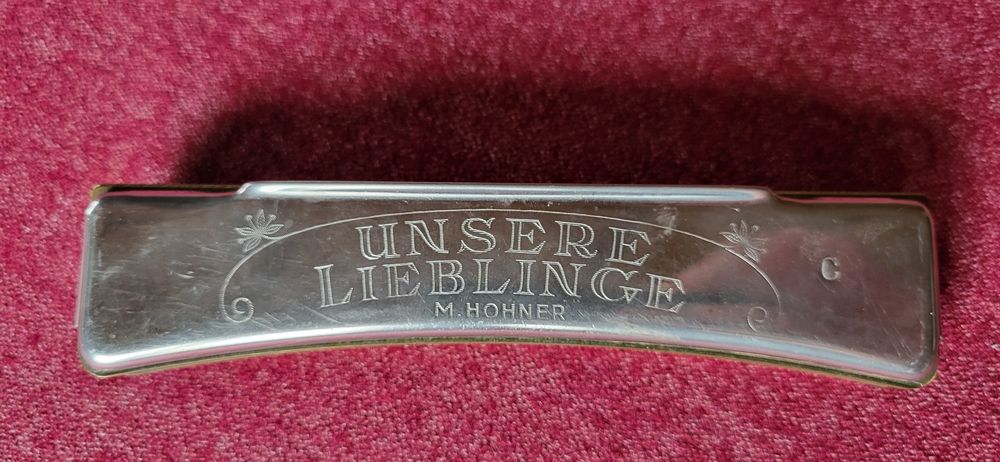 UNSERE
LIEBLINGE
M. HOHNER
C